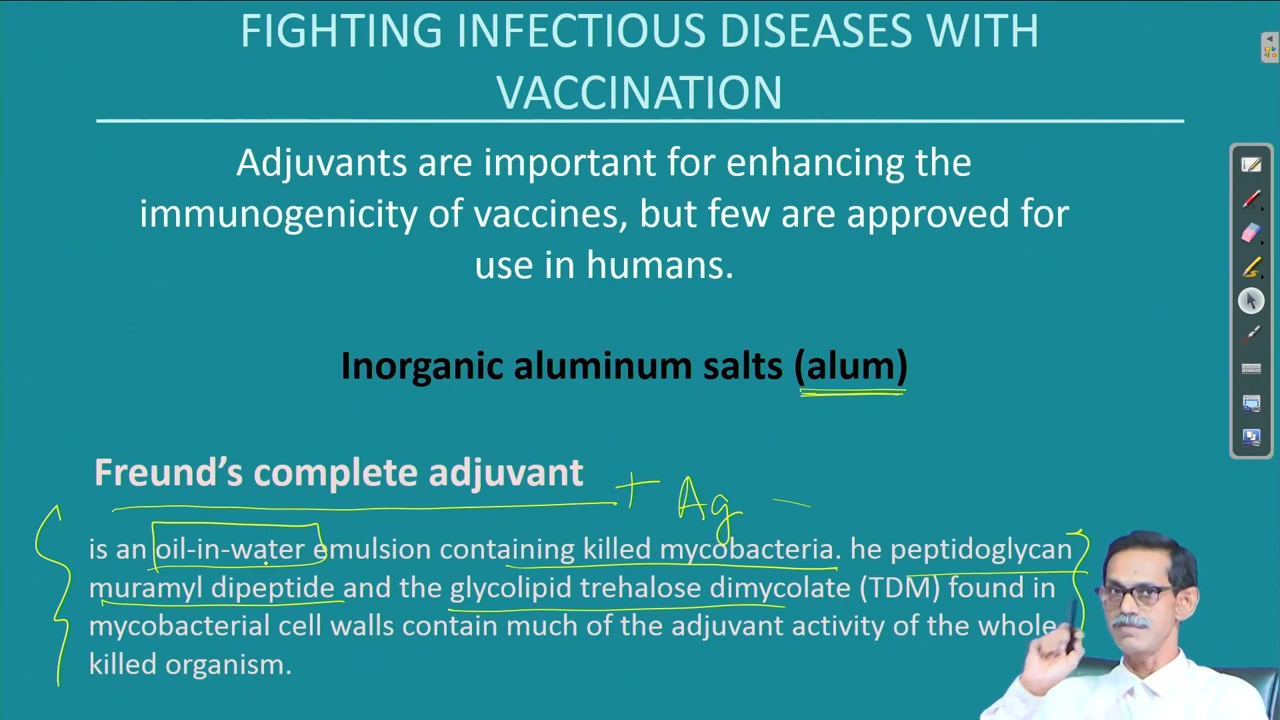 FIGHTING INFECTIOUS DISEASES WITH
VACCINATION
Adjuvants are important for enhancing the
immunogenicity of vaccines, but few are approved for
use in humans.
Inorganic aluminum salts (alum)
Freund’s complete adjuvant
+ Ag –
is an oil-in-water emulsion containing killed mycobacteria. he peptidoglycan
muramyl dipeptide and the glycolipid trehalose dimycolate (TDM) found in
mycobacterial cell walls contain much of the adjuvant activity of the whole
killed organism.